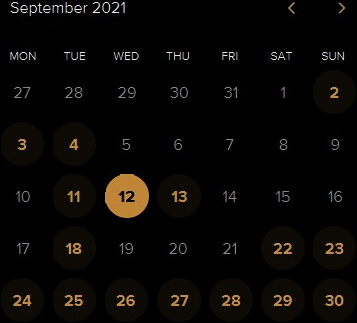 September 2021
MON TUE WED THU FRI SAT SUN
27 28 29 30 31 1 2
3 4 5 6 7 8 9
10 11 12 13 14 15 16
17 18 19 20 21 22 23
24 25 26 27 28 29 30